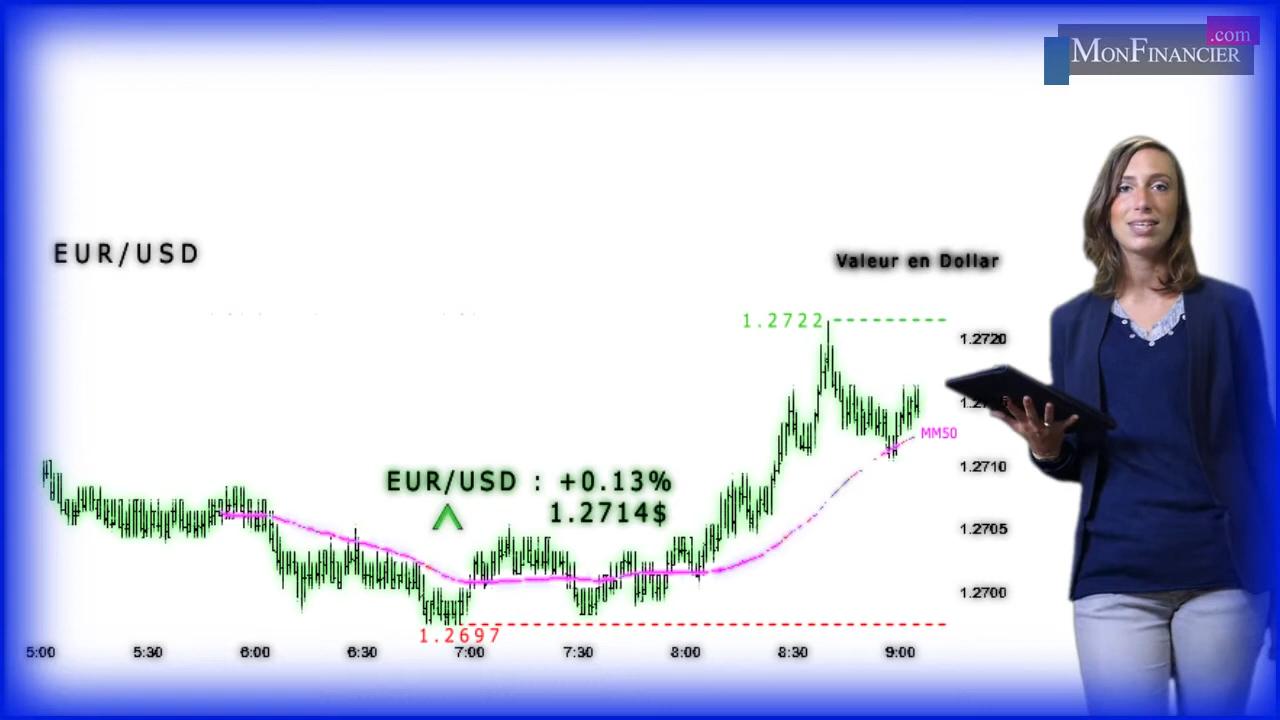 .com
MONFINANCIER
EUR/USD
Valeur en Dollar
1.2722
1.2720
MM50
1.2710
EUR/USD : +0.13%
1.2714$
1.2705
1.2700
1.2697
5:00 5:30 6:00 6:30 7:00 7:30 8:00 8:30 9:00